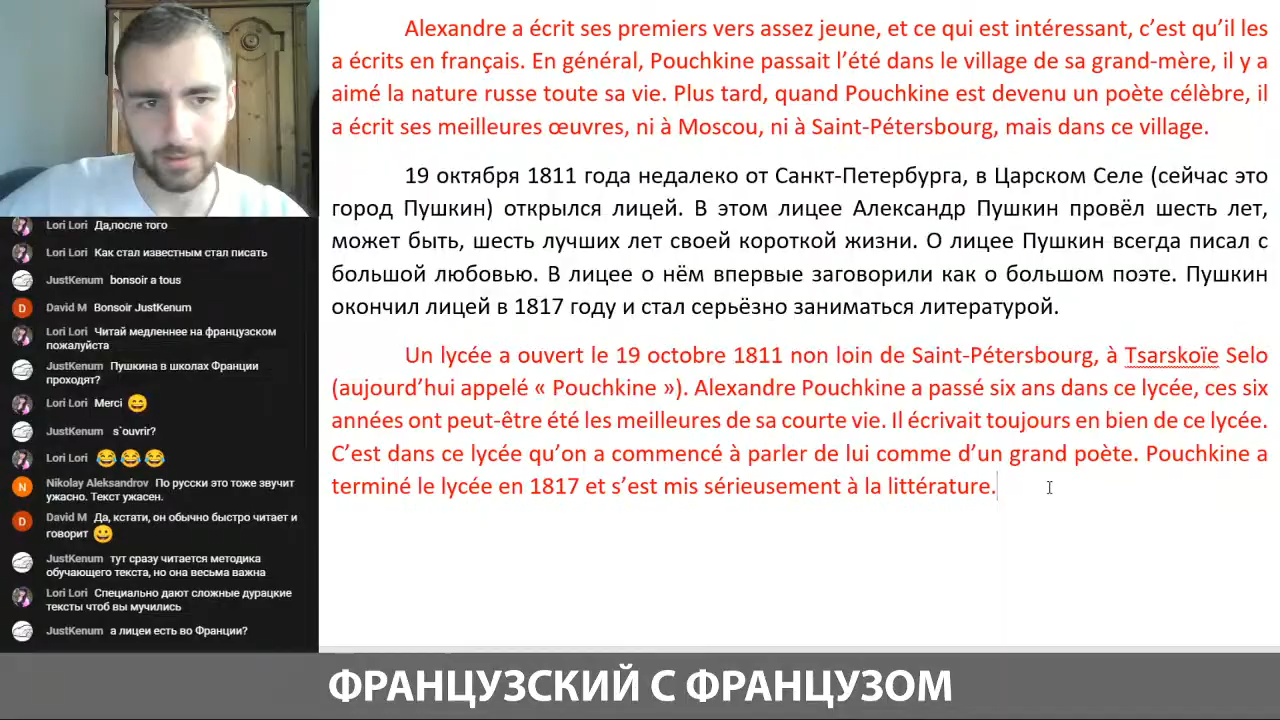 Alexandre a écrit ses premiers vers assez jeune, et ce qui est intéressant, c’est qu’il les
a écrits en français. En général, Pouchkine passait l’été dans le village de sa grand-mère, il y a
aimé la nature russe toute sa vie. Plus tard, quand Pouchkine est devenu un poète célèbre, il
a écrit ses meilleures œuvres, ni à Moscou, ni à Saint-Pétersbourg, mais dans ce village.
19 октября 1811 года недалеко от Санкт-Петербурга, в Царском Селе (сейчас это
город Пушкин) открылся лицей. В этом лицее Александр Пушкин провёл шесть лет,
может быть, шесть лучших лет своей короткой жизни. О лицее Пушкин всегда писал с
большой любовью. В лицее о нём впервые заговорили как о большом поэте. Пушкин
окончил лицей в 1817 году и стал серьёзно заниматься литературой.
Un lycée a ouvert le 19 octobre 1811 non loin de Saint-Pétersbourg, à Tsarskoïe Selo
(aujourd’hui appelé « Pouchkine »). Alexandre Pouchkine a passé six ans dans ce lycée, ces six
années ont peut-être été les meilleures de sa courte vie. Il écrivait toujours en bien de ce lycée.
C’est dans ce lycée qu’on a commencé à parler de lui comme d’un grand poète. Pouchkine a
terminé le lycée en 1817 et s’est mis sérieusement à la littérature.
Lori Lori Да,после того
Lori Lori Как стал известным стал писать
JustKenum bonsoir a tous
D David M Bonsoir JustKenum
Lori Lori Читай медленнее на французском
пожалуйста
JustKenum Пушкина в школах Франции
проходят?
Lori Lori Merci 😄
JustKenum s`ouvrir?
Lori Lori 😂😂😂
N Nikolay Aleksandrov По русски это тоже звучит
ужасно. Текст ужасен.
D David M Да, кстати, он обычно быстро читает и
говорит 😀
JustKenum тут сразу читается методика
обучающего текста, но она весьма важна
Lori Lori Специально дают сложные дурацкие
тексты чтоб вы мучились
JustKenum а лицеи есть во Франции?
ФРАНЦУЗСКИЙ С ФРАНЦУЗОМ